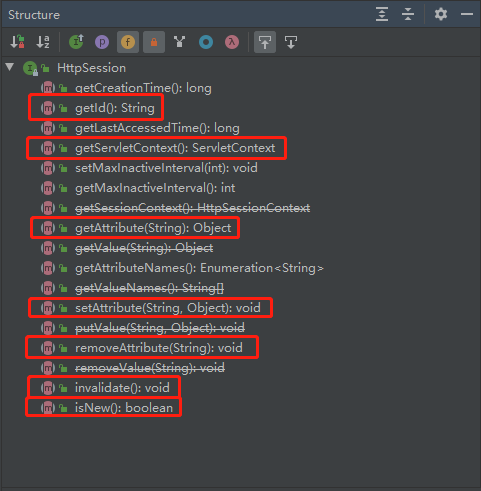 Structure
HttpSession
getCreationTime(): long
getId(): String
getLastAccessedTime(): long
getServletContext(): ServletContext
setMaxInactiveInterval(int): void
getMaxInactiveInterval(): int
getSessionContext(): HttpSessionContext
getAttribute(String): Object
getValue(String): Object
getAttributeNames(): Enumeration<String>
getValueNames(): String[]
setAttribute(String, Object): void
putValue(String, Object): void
removeAttribute(String): void
removeValue(String): void
invalidate(): void
isNew(): boolean